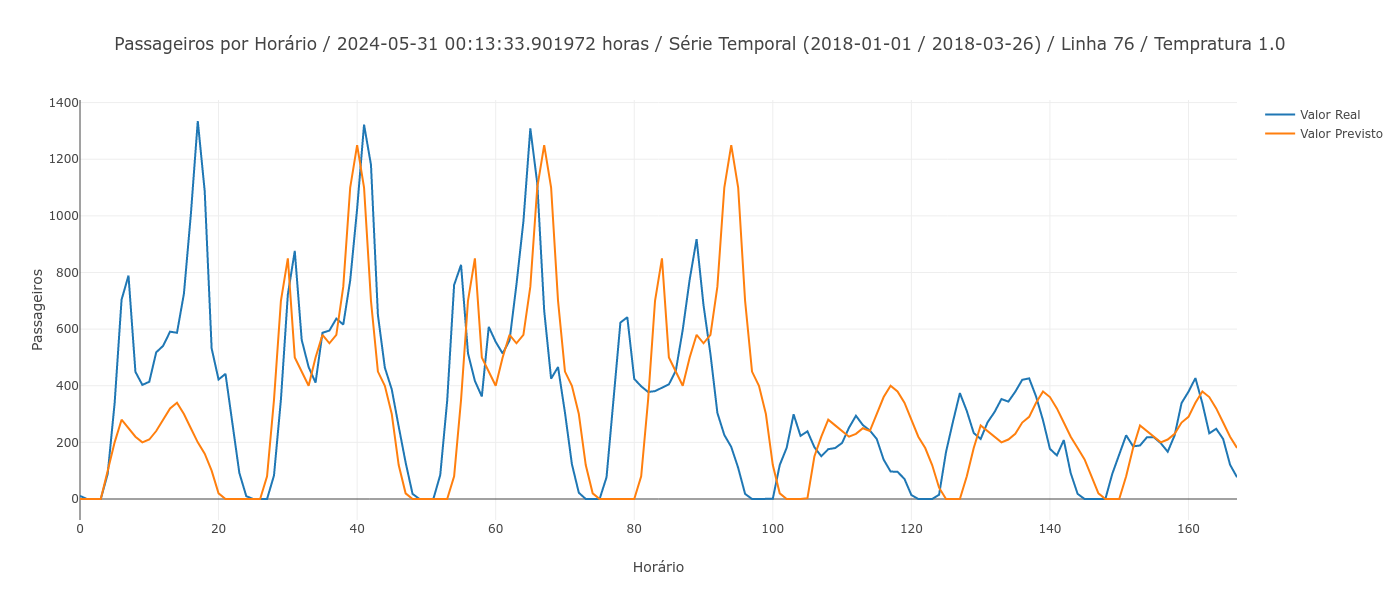 Passageiros por Horário / 2024-05-31 00:13:33.901972 horas / Série Temporal (2018-01-01 / 2018-03-26) / Linha 76 / Tempratura 1.0
Valor Real
Valor Previsto
Passageiros
1400
1200
1000
800
600
400
200
0
0 20 40 60 80 100 120 140 160
Horário